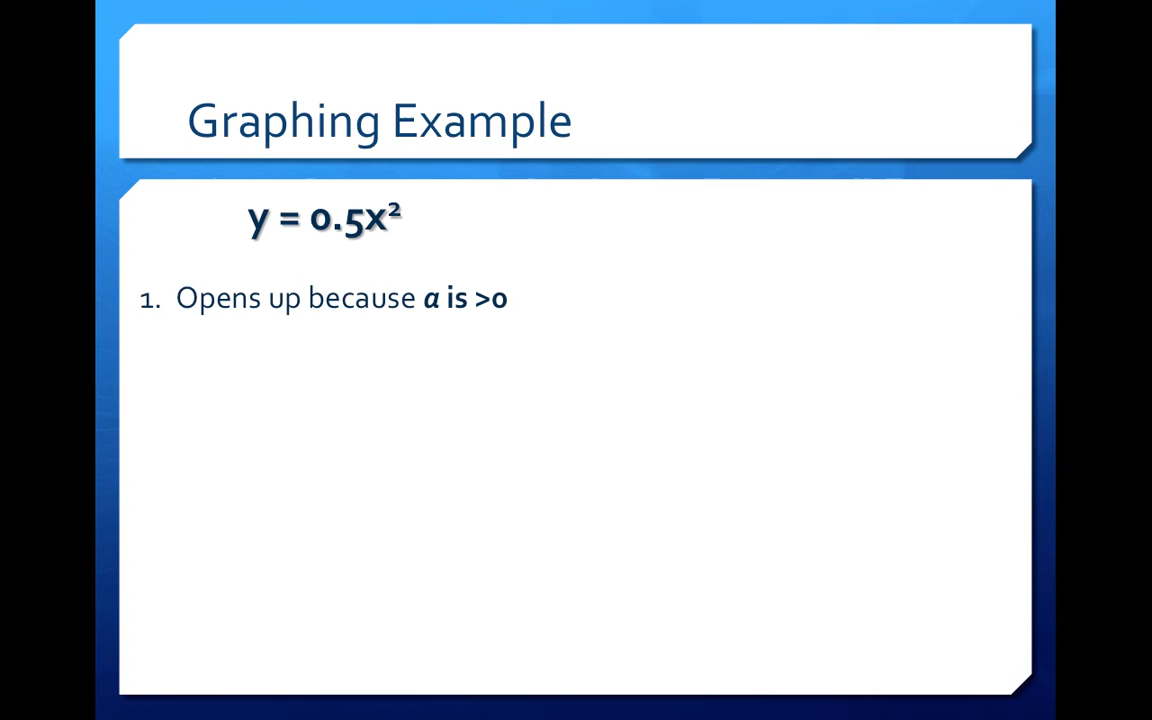 Graphing Example
y = 0.5x²
1. Opens up because a is >0